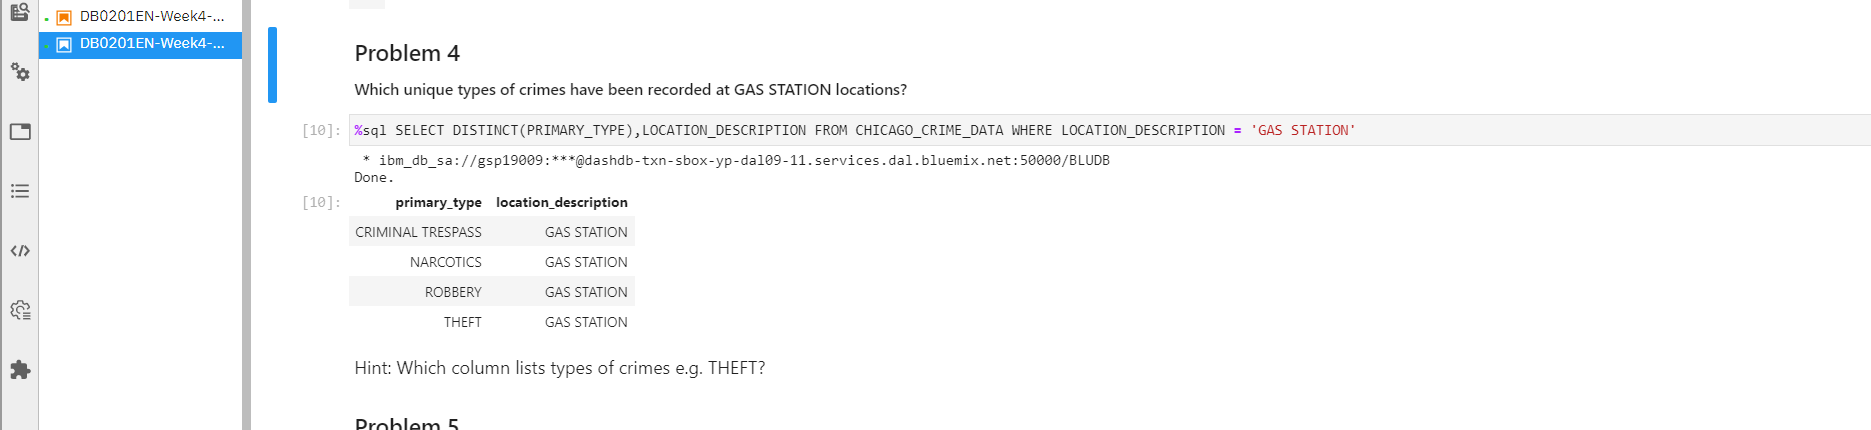 DB0201EN-Week4-...
DB0201EN-Week4-...
Problem 4
Which unique types of crimes have been recorded at GAS STATION locations?
[10]: %sql SELECT DISTINCT(PRIMARY_TYPE),LOCATION_DESCRIPTION FROM CHICAGO_CRIME_DATA WHERE LOCATION_DESCRIPTION = 'GAS STATION'
* ibm_db_sa://gsp19009:***@dashdb-txn-sbox-yp-dal09-11.services.dal.bluemix.net:50000/BLUDB
Done.
[10]: primary_type location_description
CRIMINAL TRESPASS GAS STATION
NARCOTICS GAS STATION
ROBBERY GAS STATION
THEFT GAS STATION
Hint: Which column lists types of crimes e.g. THEFT?
Problem 5